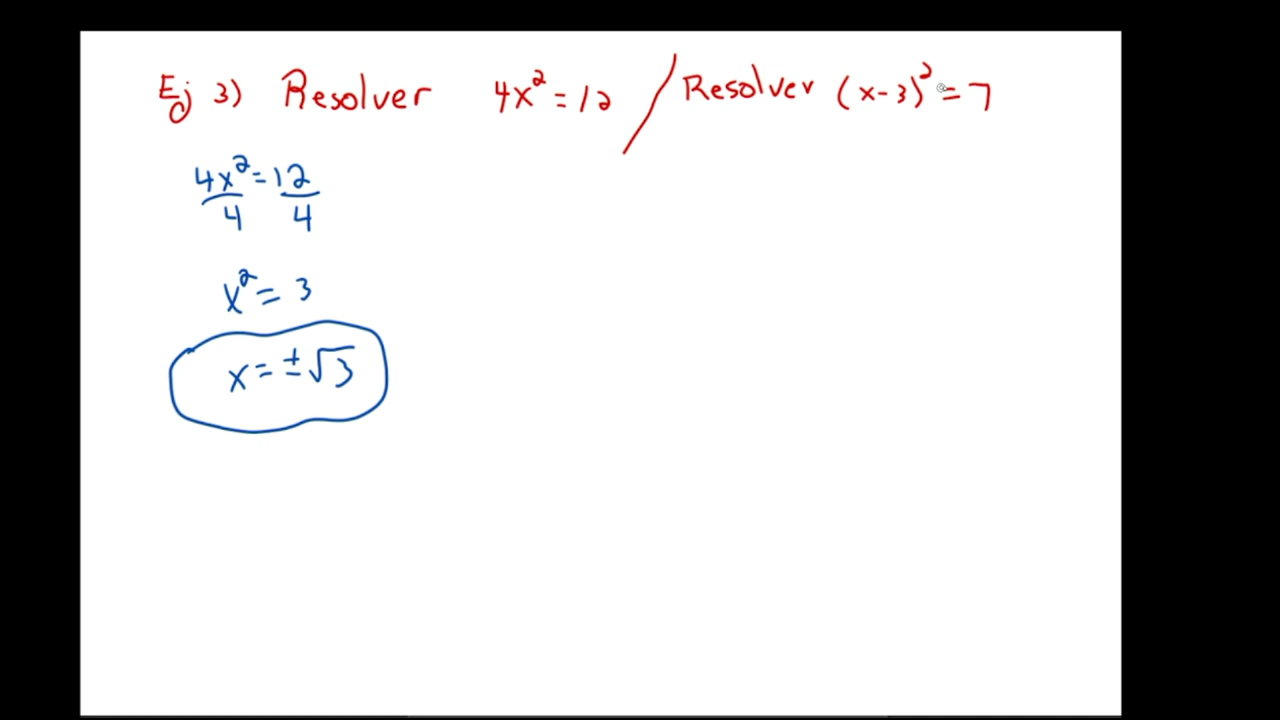 Ej 3) Resolver 4x² = 12 / Resolver (x-3)² = 7
4x² = 12
4 4
x² = 3
x = ±√3